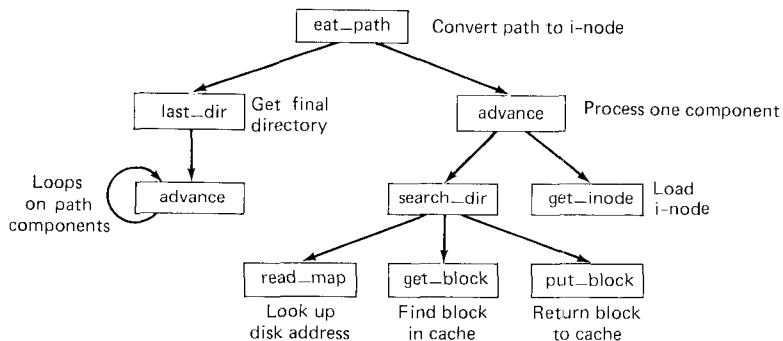 eat_path
Convert path to i-node
last_dir
Get final
directory
advance
Process one component
Loops
on path
components
advance
search_dir
get_inode
Load
i-node
read_map
get_block
put_block
Look up
disk address
Find block
in cache
Return block
to cache